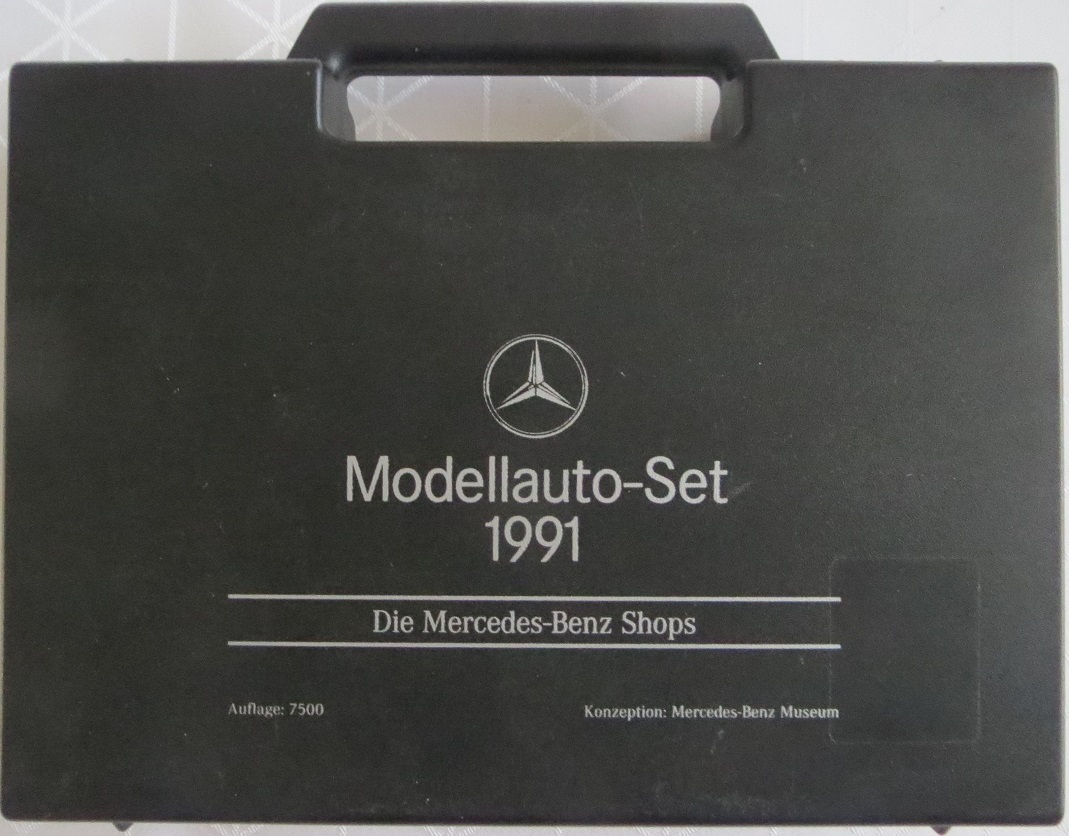 Modellauto-Set
1991
Die Mercedes-Benz Shops
Auflage: 7500
Konzeption: Mercedes-Benz Museum